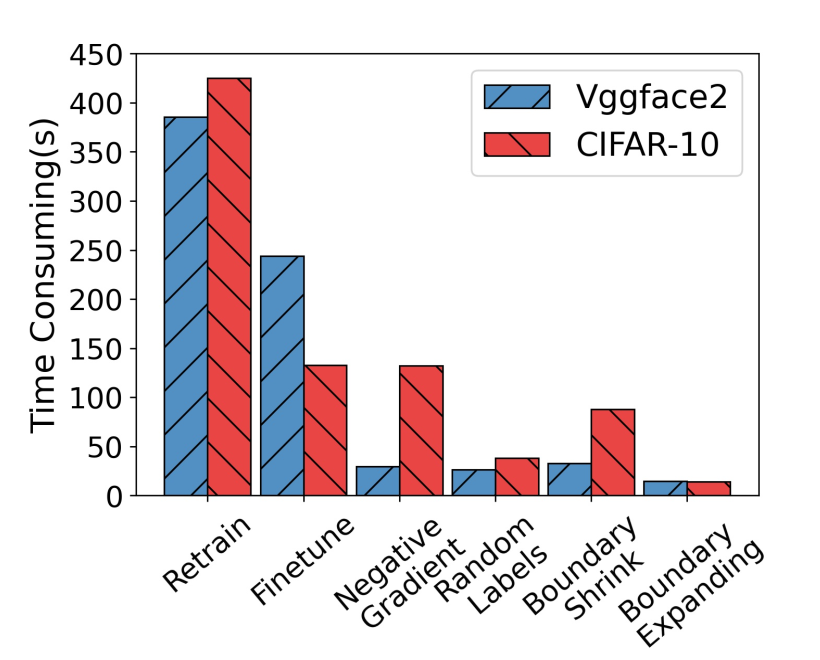 Time Consuming(s)
450
400
350
300
250
200
150
100
50
0
Vggface2
CIFAR-10
Retrain
Finetune
Negative
Gradient
Random
Labels
Boundary
Shrink
Boundary
Expanding